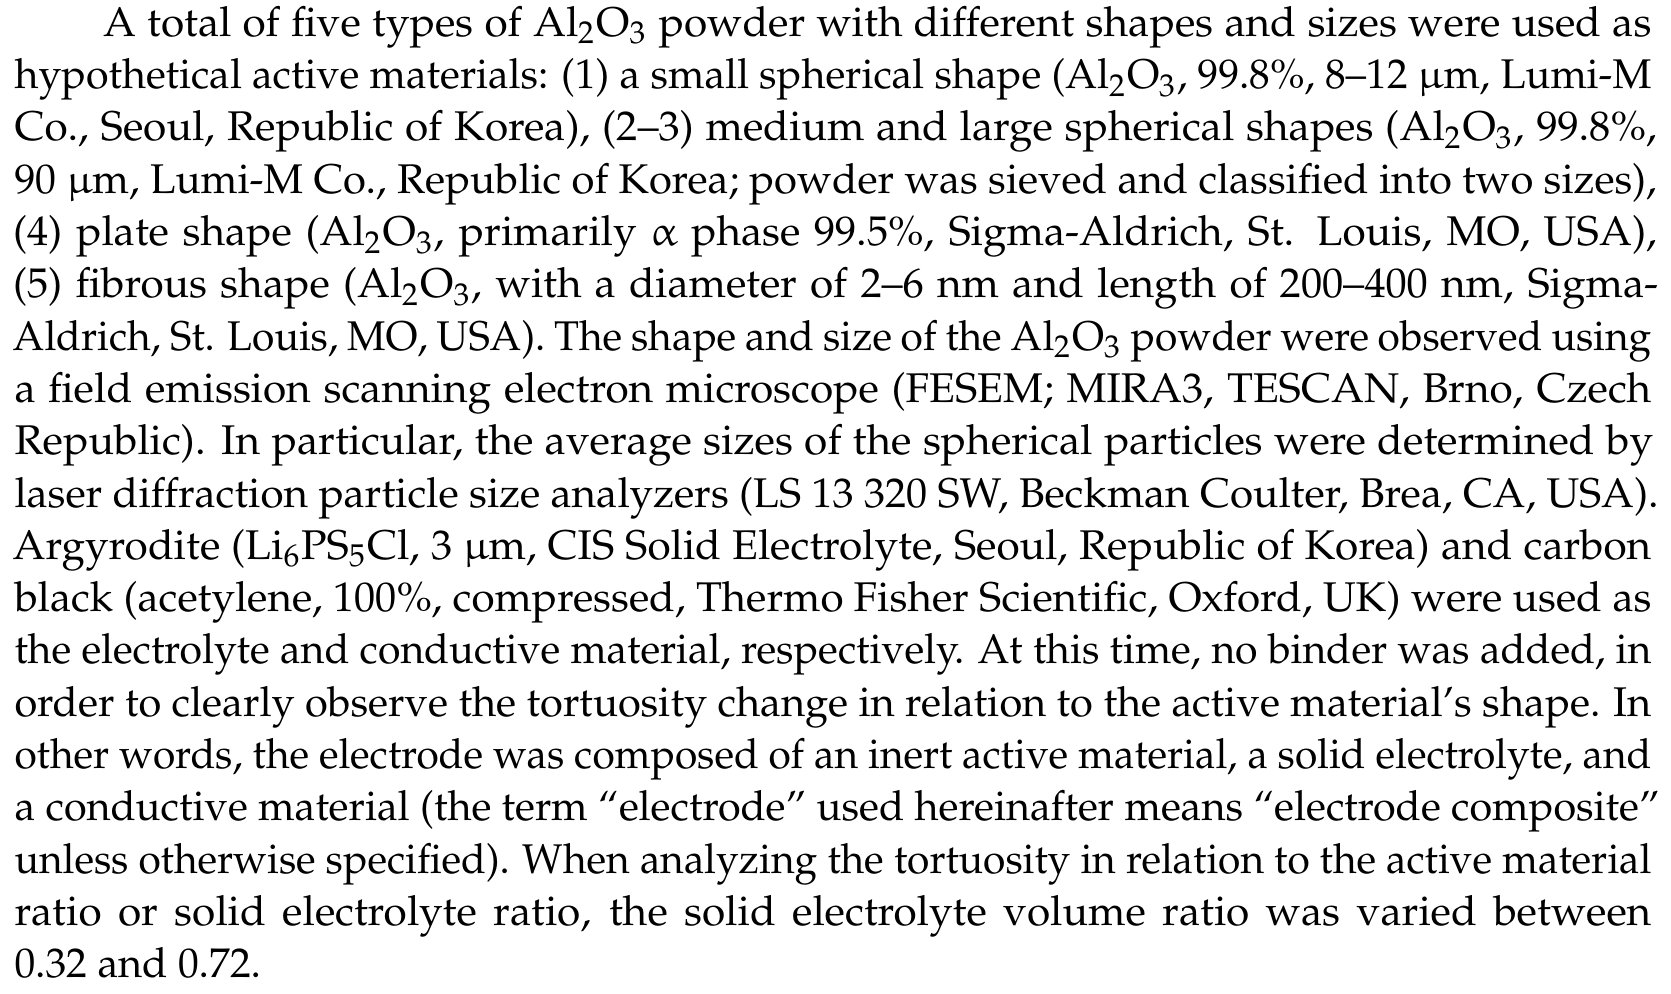 A total of five types of Al₂O₃ powder with different shapes and sizes were used as
hypothetical active materials: (1) a small spherical shape (Al₂O₃, 99.8%, 8–12 μm, Lumi-M
Co., Seoul, Republic of Korea), (2–3) medium and large spherical shapes (Al₂O₃, 99.8%,
90 μm, Lumi-M Co., Republic of Korea; powder was sieved and classified into two sizes),
(4) plate shape (Al₂O₃, primarily α phase 99.5%, Sigma-Aldrich, St. Louis, MO, USA),
(5) fibrous shape (Al₂O₃, with a diameter of 2–6 nm and length of 200–400 nm, Sigma-
Aldrich, St. Louis, MO, USA). The shape and size of the Al₂O₃ powder were observed using
a field emission scanning electron microscope (FESEM; MIRA3, TESCAN, Brno, Czech
Republic). In particular, the average sizes of the spherical particles were determined by
laser diffraction particle size analyzers (LS 13 320 SW, Beckman Coulter, Brea, CA, USA).
Argyrodite (Li₆PS₅Cl, 3 μm, CIS Solid Electrolyte, Seoul, Republic of Korea) and carbon
black (acetylene, 100%, compressed, Thermo Fisher Scientific, Oxford, UK) were used as
the electrolyte and conductive material, respectively. At this time, no binder was added, in
order to clearly observe the tortuosity change in relation to the active material’s shape. In
other words, the electrode was composed of an inert active material, a solid electrolyte, and
a conductive material (the term “electrode” used hereinafter means “electrode composite”
unless otherwise specified). When analyzing the tortuosity in relation to the active material
ratio or solid electrolyte ratio, the solid electrolyte volume ratio was varied between
0.32 and 0.72.